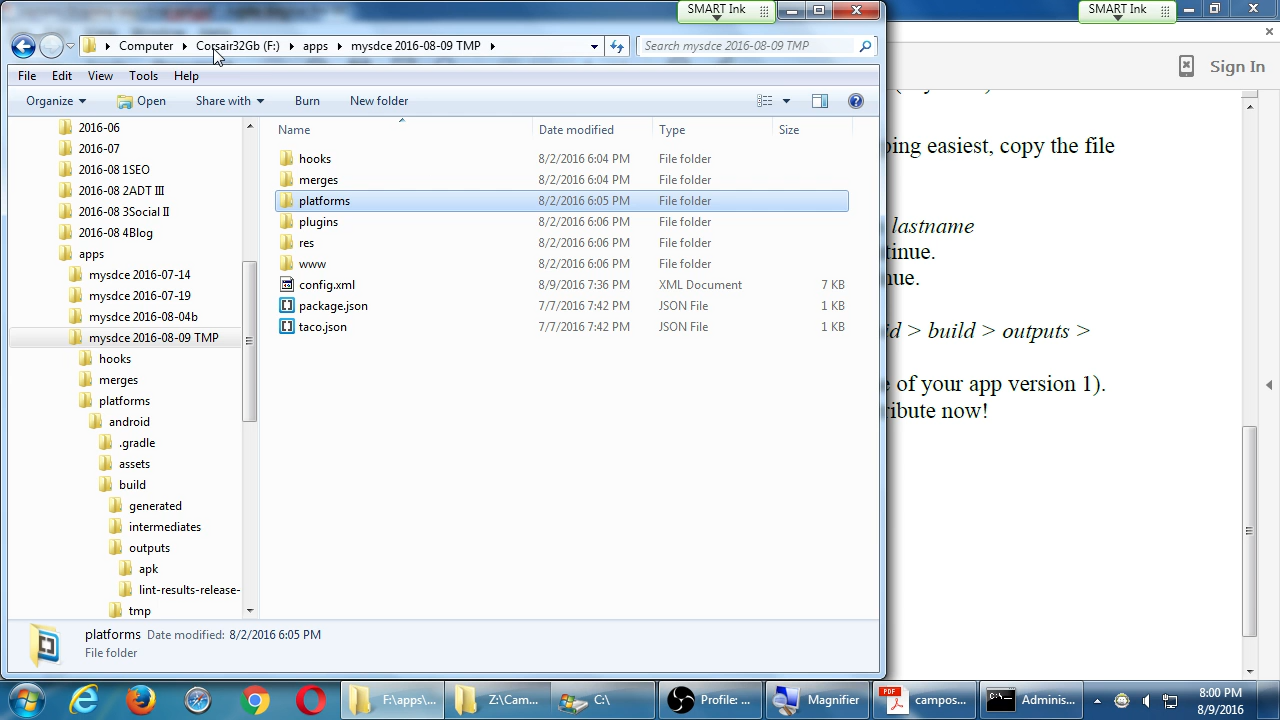 SMART Ink
SMART Ink
Computer
Corsair32Gb (F:)
apps
mysdce 2016-08-09 TMP
Search mysdce 2016-08-09 TMP
File Edit View Tools Help
Sign In
Organize Open Share with Burn New folder
2016-06
2016-07
2016-08 1SEO
2016-08 2ADT III
2016-08 3Social II
2016-08 4Blog
apps
mysdce 2016-07-14
mysdce 2016-07-19
mysdce 2016-08-04b
mysdce 2016-08-09 TMP
hooks
merges
platforms
android
.gradle
assets
build
generated
intermediates
outputs
apk
lint-results-release-
tmp
Name Date modified Type Size
hooks 8/2/2016 6:04 PM File folder
merges 8/2/2016 6:04 PM File folder
platforms 8/2/2016 6:05 PM File folder
plugins 8/2/2016 6:06 PM File folder
res 8/2/2016 6:06 PM File folder
www 8/2/2016 6:06 PM File folder
config.xml 8/9/2016 7:36 PM XML Document 7 KB
package.json 7/7/2016 7:42 PM JSON File 1 KB
taco.json 7/7/2016 7:42 PM JSON File 1 KB
ping easiest, copy the file
lastname
tinue.
nue.
id > build > outputs >
e of your app version 1).
ribute now!
platforms Date modified: 8/2/2016 6:05 PM
File folder
F:\apps\...
Z:\Cam...
C:\
Profile: ...
Magnifier
PDF
campos...
C:\
Adminis...
8:00 PM
8/9/2016